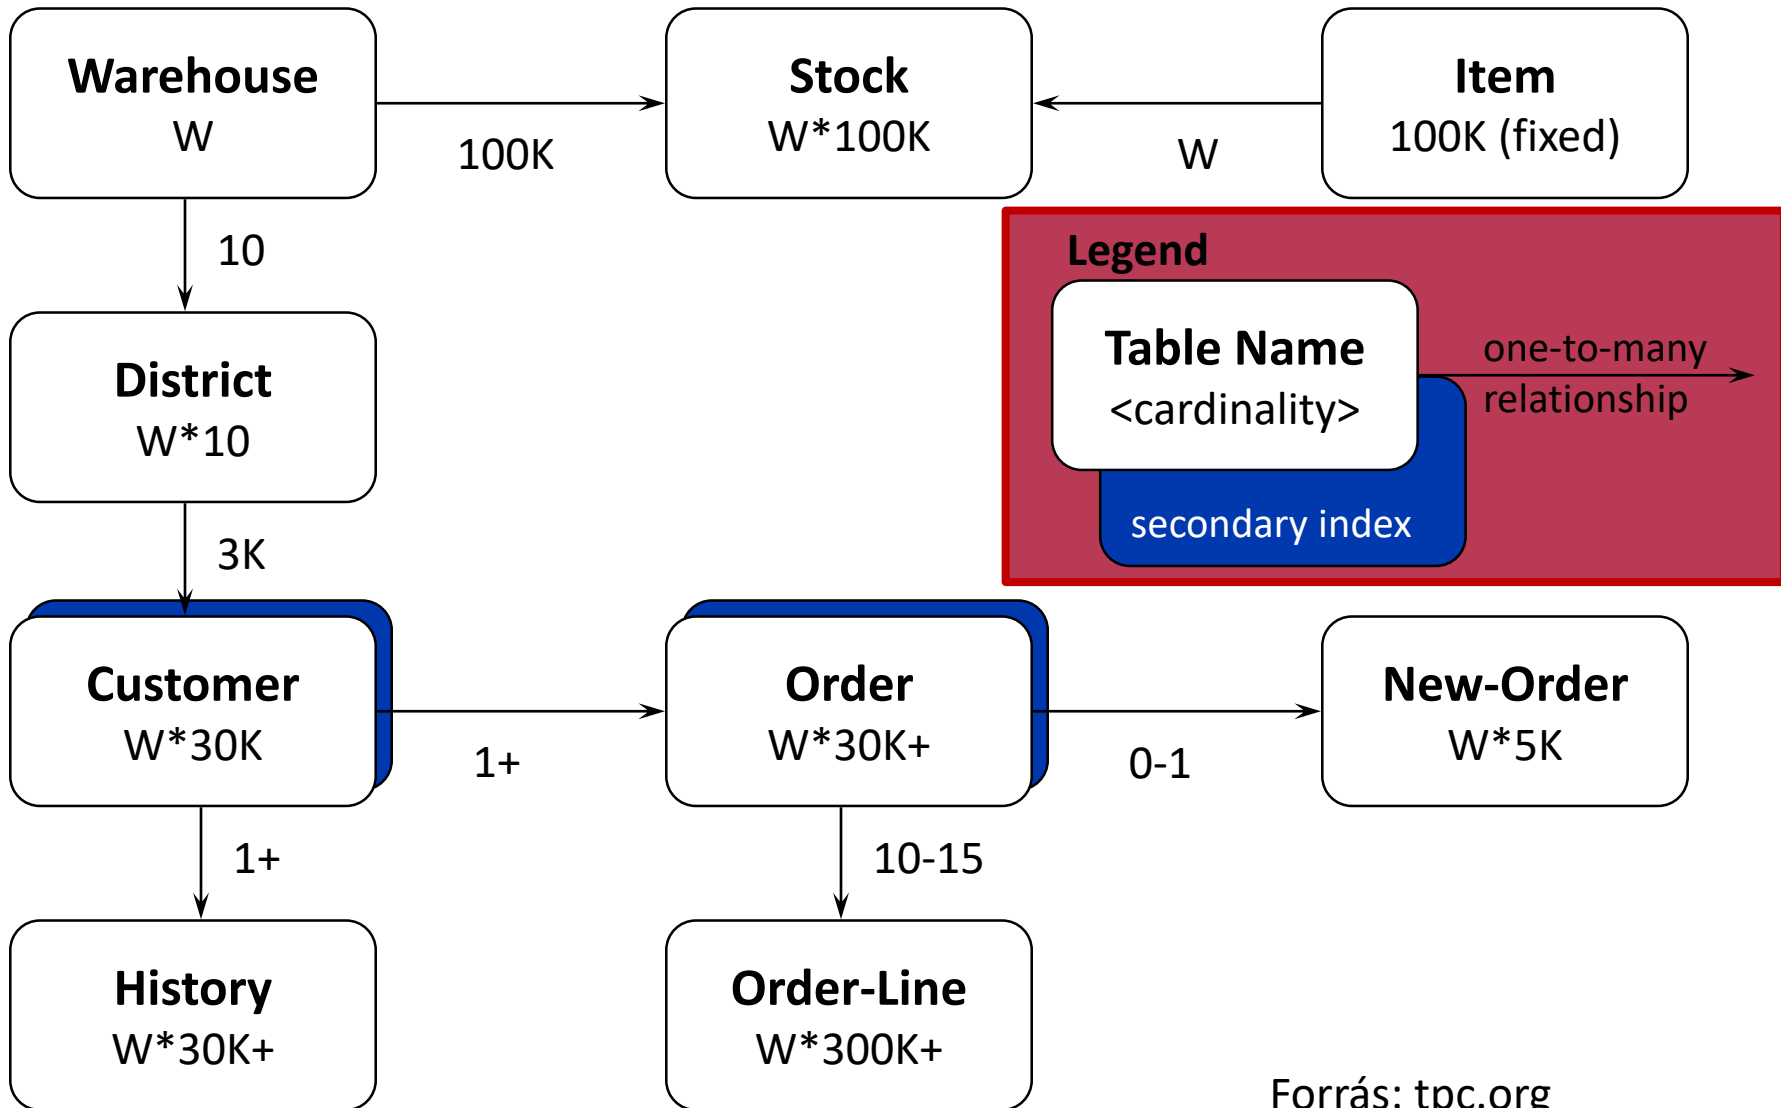 Warehouse
W
100K
Stock
W*100K
W
Item
100K (fixed)
10
Legend
Table Name
<cardinality>
one-to-many
relationship
secondary index
District
W*10
3K
Customer
W*30K
1+
Order
W*30K+
0-1
New-Order
W*5K
1+
10-15
History
W*30K+
Order-Line
W*300K+
Forrás: tpc.org